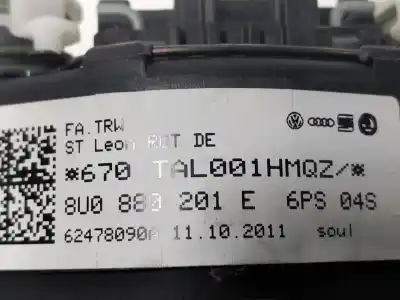 FA.TRW
ST Leon ROT DE
*670 TAL001HMQZ/*
8U0 880 201 E 6PS 04S
62478090A 11.10.2011 soul